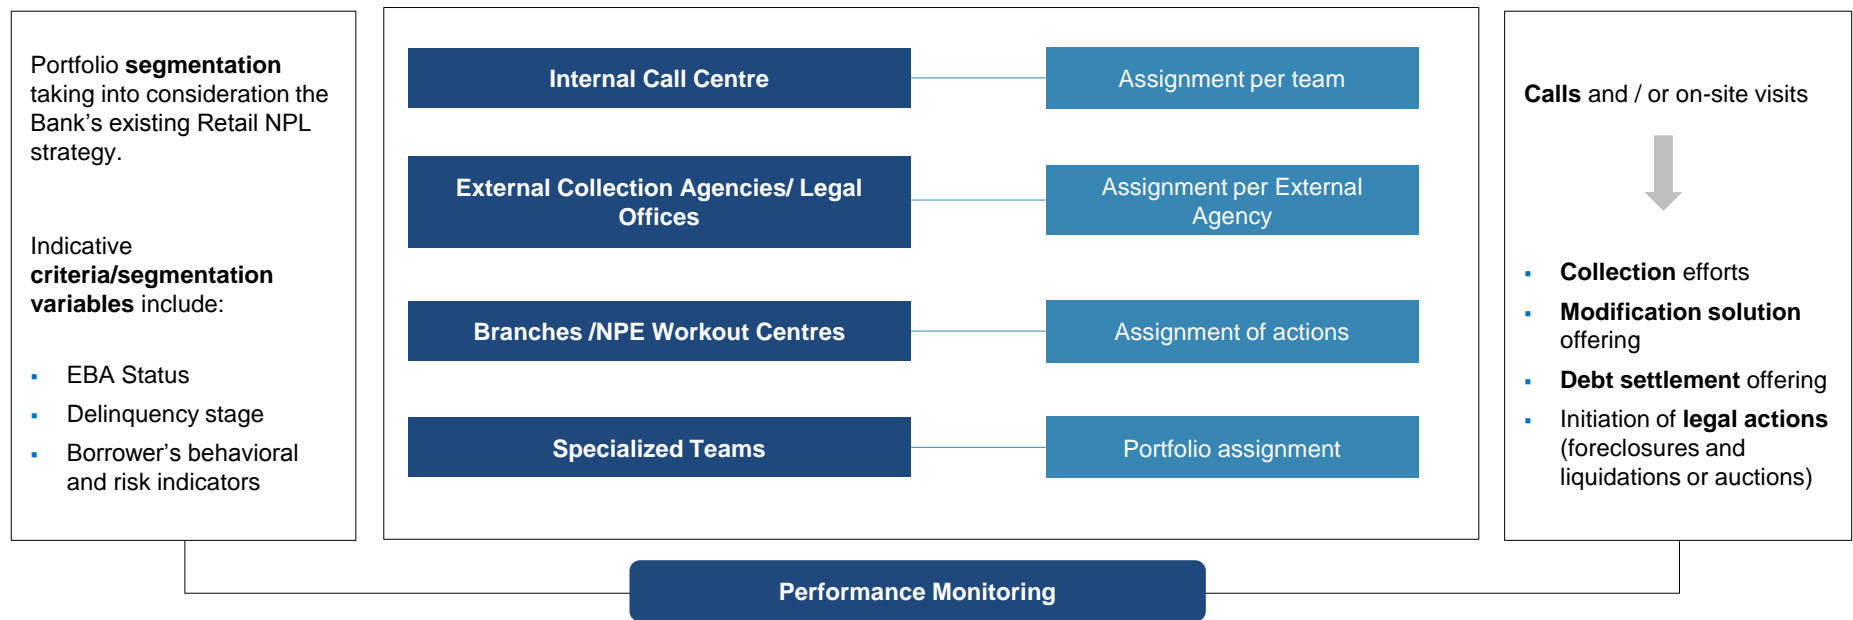 Portfolio segmentation
taking into consideration the
Bank’s existing Retail NPL
strategy.
Indicative
criteria/segmentation
variables include:
▪ EBA Status
▪ Delinquency stage
▪ Borrower’s behavioral
and risk indicators
Internal Call Centre
Assignment per team
External Collection Agencies/ Legal
Offices
Assignment per External
Agency
Branches /NPE Workout Centres
Assignment of actions
Specialized Teams
Portfolio assignment
Calls and / or on-site visits
▪ Collection efforts
▪ Modification solution
offering
▪ Debt settlement offering
▪ Initiation of legal actions
(foreclosures and
liquidations or auctions)
Performance Monitoring